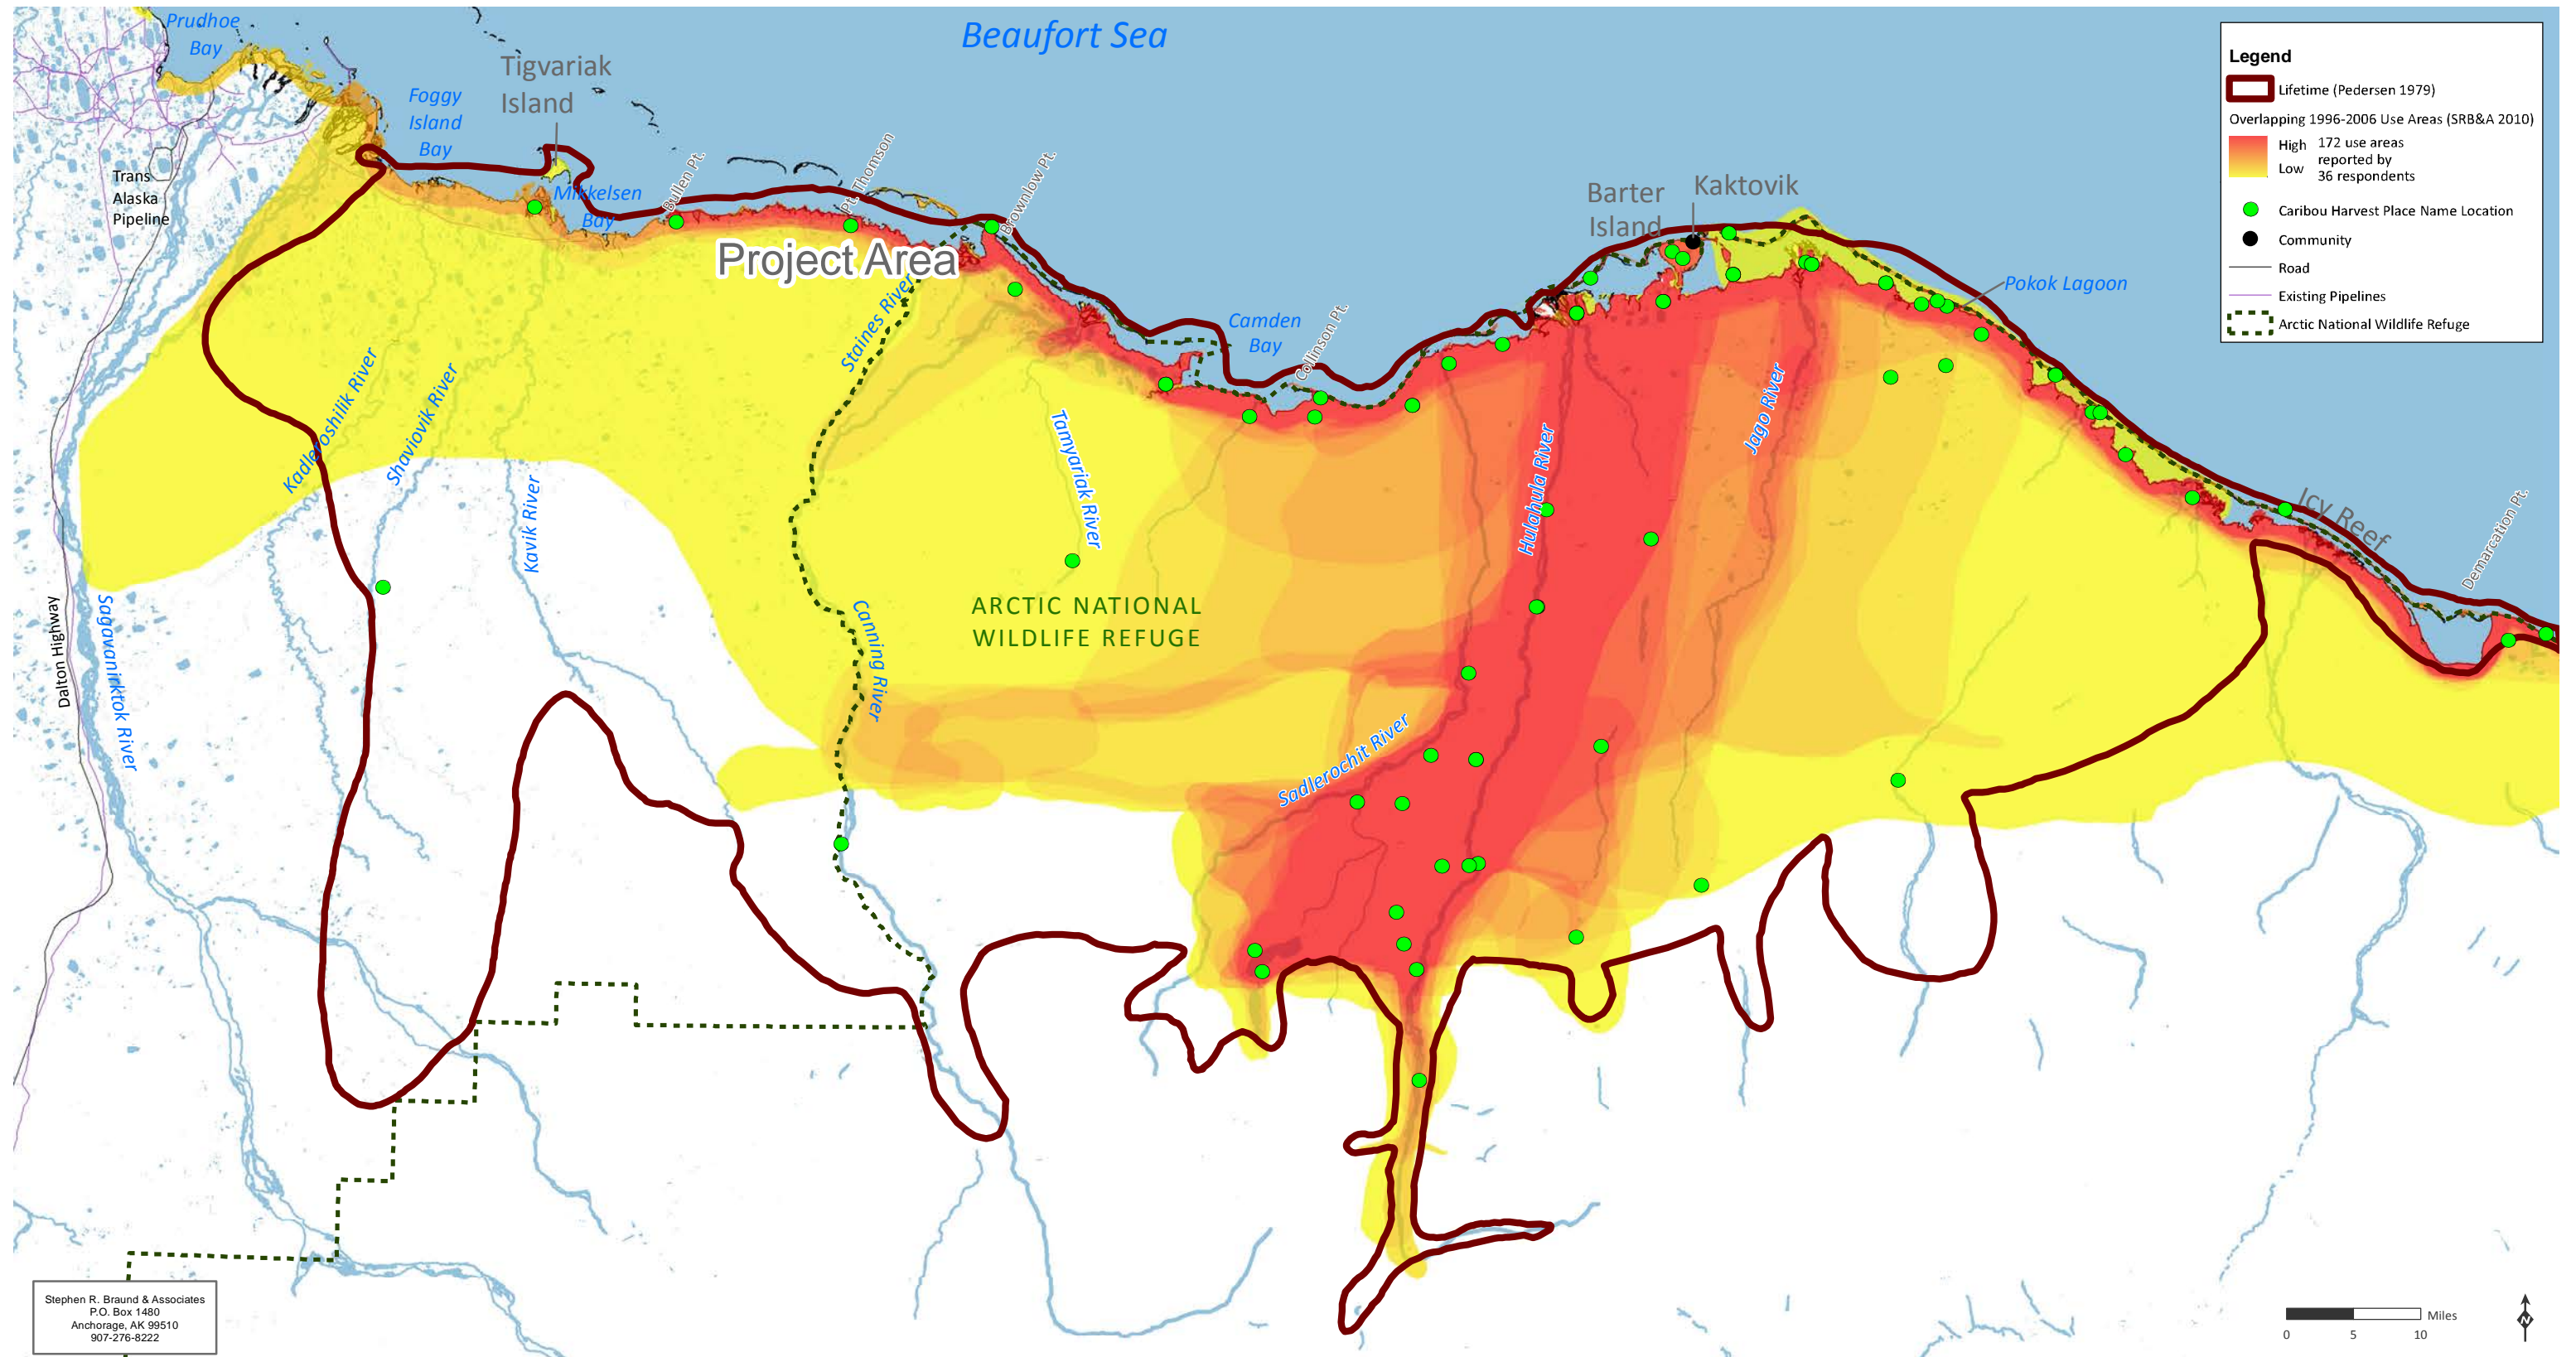 Beaufort Sea
Prudhoe
Bay
Tigvariak
Island
Foggy
Island
Bay
Mikkelsen
Bay
Bullen Pt.
Pt. Thomson
Brownlow Pt.
Project Area
Trans
Alaska
Pipeline
Staines River
Camden
Bay
Collinson Pt.
Barter
Island
Kaktovik
Pokok Lagoon
Icy Reef
Demarcation Pt.
Kadleroshilik River
Shaviovik River
Kavik River
Tamyariak River
Hulahula River
Jago River
Canning River
Sadlerochit River
Sagavanirktok River
Dalton Highway
ARCTIC NATIONAL
WILDLIFE REFUGE
Legend
Lifetime (Pedersen 1979)
Overlapping 1996-2006 Use Areas (SRB&A 2010)
High 172 use areas
reported by
Low 36 respondents
Caribou Harvest Place Name Location
Community
Road
Existing Pipelines
Arctic National Wildlife Refuge
Stephen R. Braund & Associates
P.O. Box 1480
Anchorage, AK 99510
907-276-8222
Miles
0 5 10
N